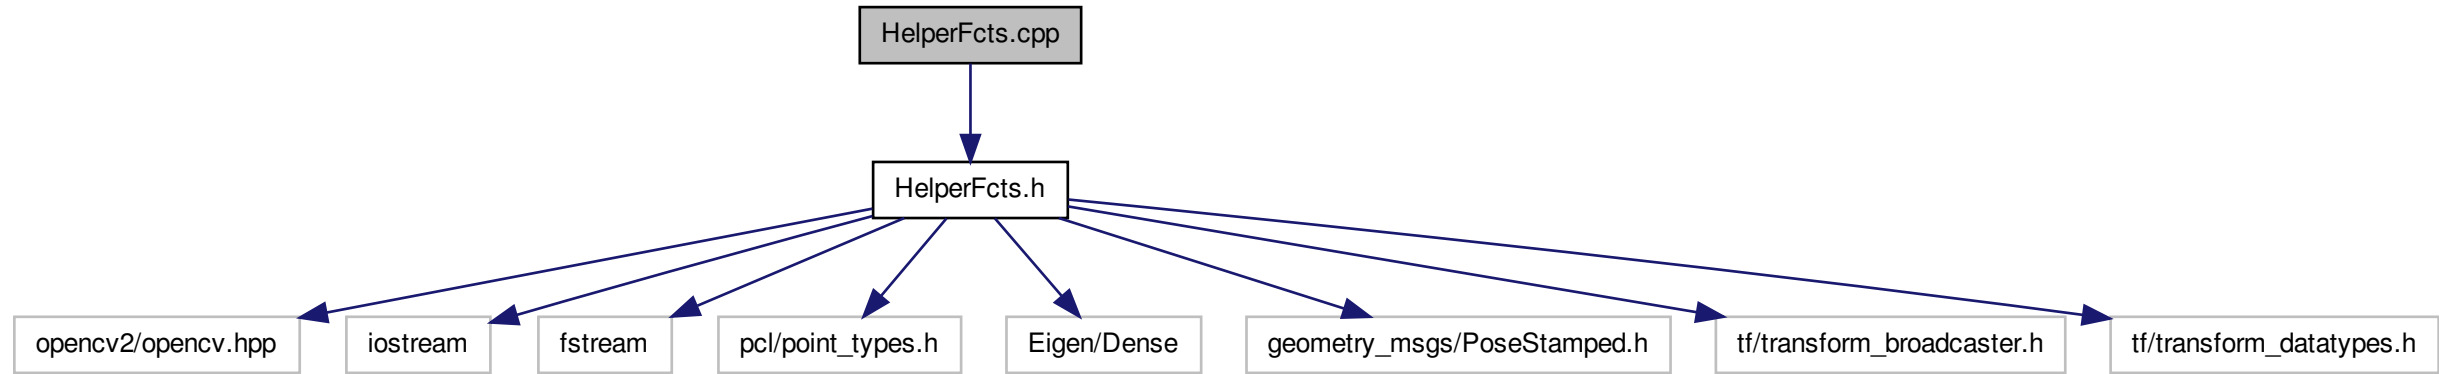 HelperFcts.cpp
HelperFcts.h
opencv2/opencv.hpp
iostream
fstream
pcl/point_types.h
Eigen/Dense
geometry_msgs/PoseStamped.h
tf/transform_broadcaster.h
tf/transform_datatypes.h